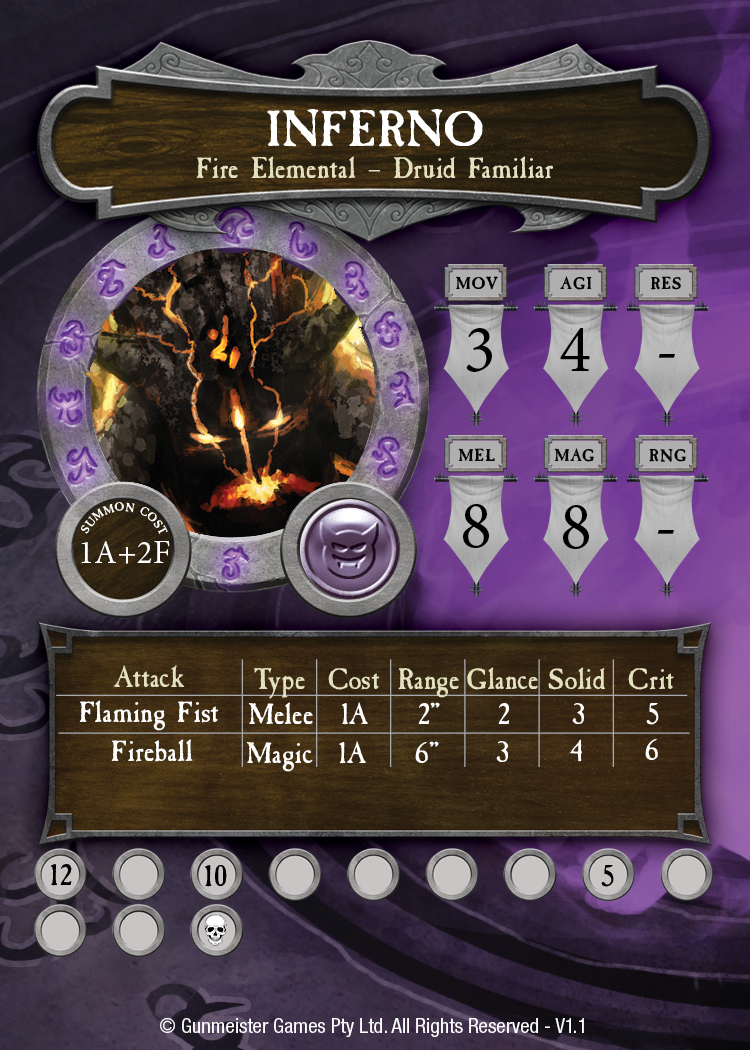 INFERNO
Fire Elemental – Druid Familiar
MOV AGI RES
3 4 -
MEL MAG RNG
8 8 -
SUMMON COST
1A+2F
Attack Type Cost Range Glance Solid Crit
Flaming Fist Melee 1A 2” 2 3 5
Fireball Magic 1A 6” 3 4 6
12 10 5
© Gunmeister Games Pty Ltd. All Rights Reserved - V1.1